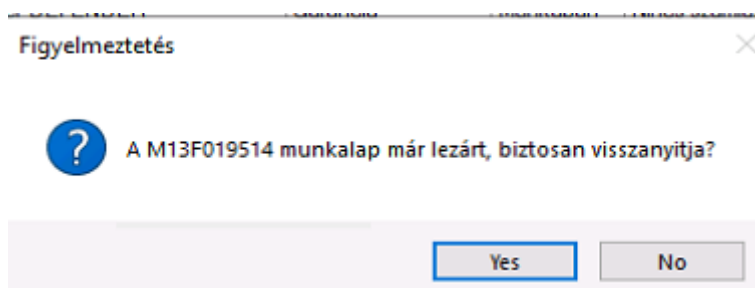 Figyelmeztetés
A M13F019514 munkalap már lezárt, biztosan visszanyitja?
Yes
No